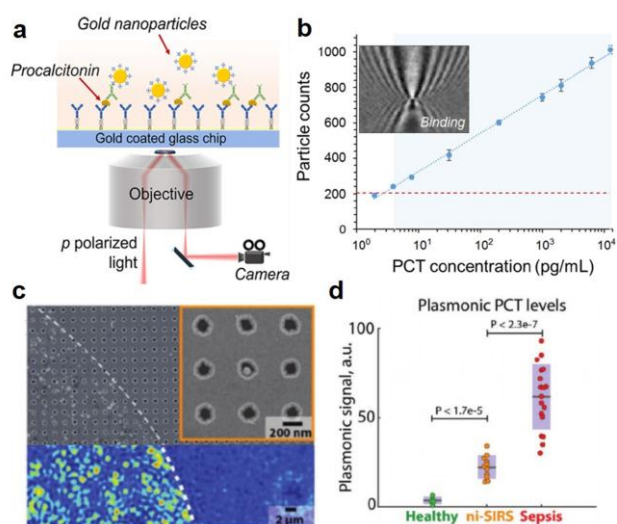 a
Gold nanoparticles
Procalcitonin
Gold coated glass chip
Objective
p polarized
light
Camera
b
Particle counts
1000
800
600
400
200
0
Binding
10⁰ 10¹ 10² 10³ 10⁴
PCT concentration (pg/mL)
c
200 nm
2 µm
d
Plasmonic PCT levels
Plasmonic signal, a.u.
100
50
0
P < 2.3e-7
P < 1.7e-5
Healthy ni-SIRS Sepsis